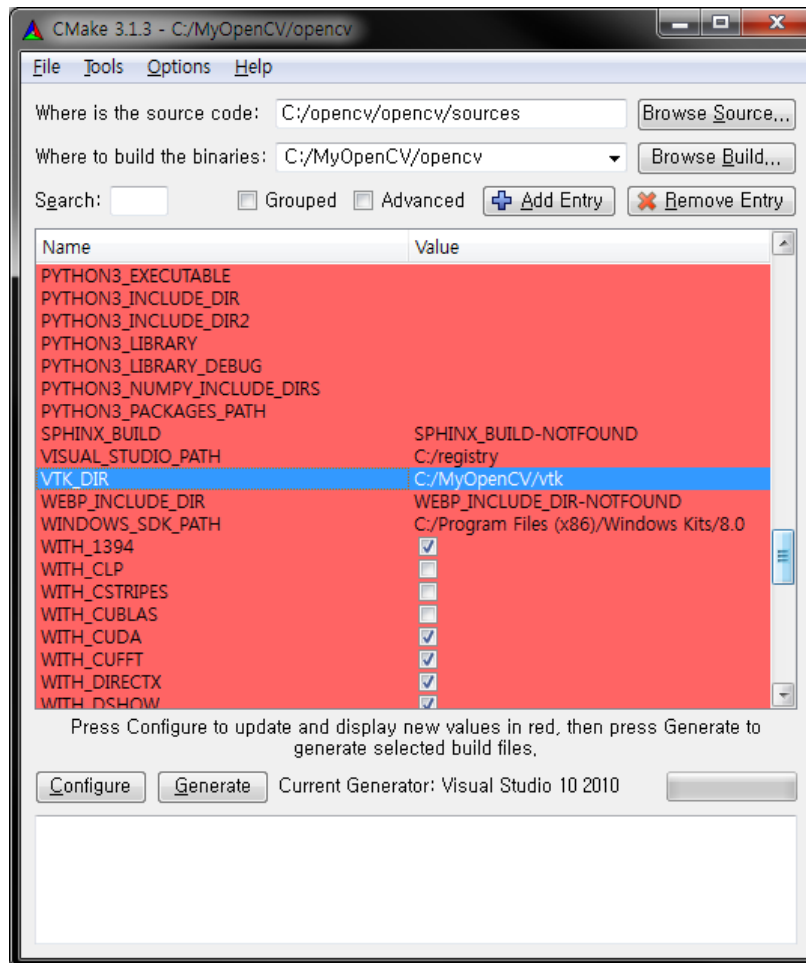 CMake 3.1.3 - C:/MyOpenCV/opencv
File Tools Options Help
Where is the source code: C:/opencv/opencv/sources Browse Source...
Where to build the binaries: C:/MyOpenCV/opencv Browse Build...
Search: Grouped Advanced Add Entry Remove Entry
Name Value
PYTHON3_EXECUTABLE
PYTHON3_INCLUDE_DIR
PYTHON3_INCLUDE_DIR2
PYTHON3_LIBRARY
PYTHON3_LIBRARY_DEBUG
PYTHON3_NUMPY_INCLUDE_DIRS
PYTHON3_PACKAGES_PATH
SPHINX_BUILD SPHINX_BUILD-NOTFOUND
VISUAL_STUDIO_PATH C:/registry
VTK_DIR C:/MyOpenCV/vtk
WEBP_INCLUDE_DIR WEBP_INCLUDE_DIR-NOTFOUND
WINDOWS_SDK_PATH C:/Program Files (x86)/Windows Kits/8.0
WITH_1394
WITH_CLP
WITH_CSTRIPES
WITH_CUBLAS
WITH_CUDA
WITH_CUFFT
WITH_DIRECTX
WITH_DSHOW
Press Configure to update and display new values in red, then press Generate to
generate selected build files,
Configure Generate Current Generator: Visual Studio 10 2010